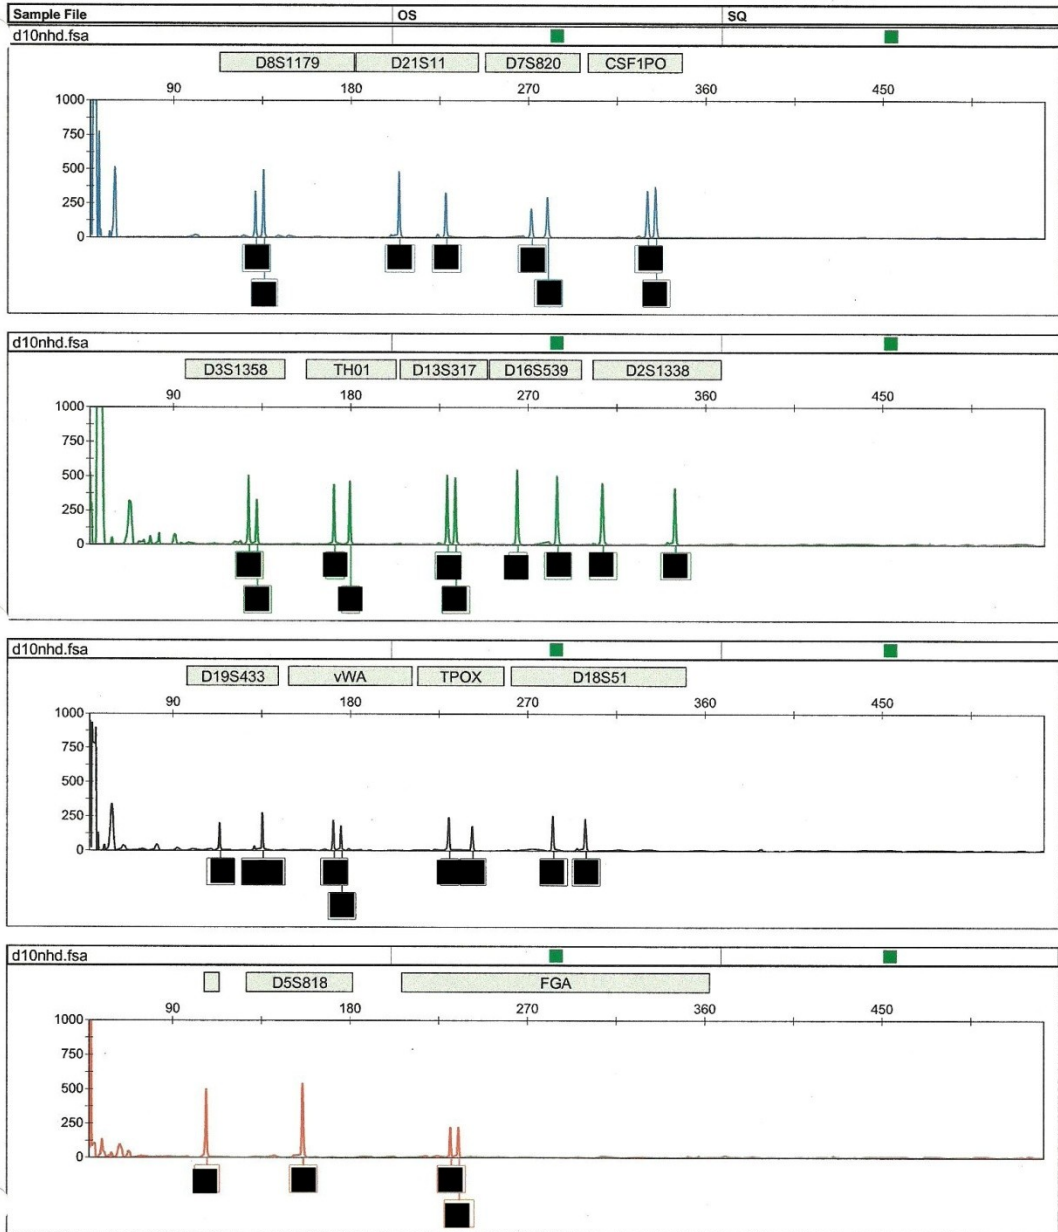 Sample File OS SQ
d10nhd.fsa
D8S1179 D21S11 D7S820 CSF1PO
90 180 270 360 450
1000
750
500
250
0
d10nhd.fsa
D3S1358 TH01 D13S317 D16S539 D2S1338
90 180 270 360 450
1000
750
500
250
0
d10nhd.fsa
D19S433 vWA TPOX D18S51
90 180 270 360 450
1000
750
500
250
0
d10nhd.fsa
D5S818 FGA
90 180 270 360 450
1000
750
500
250
0